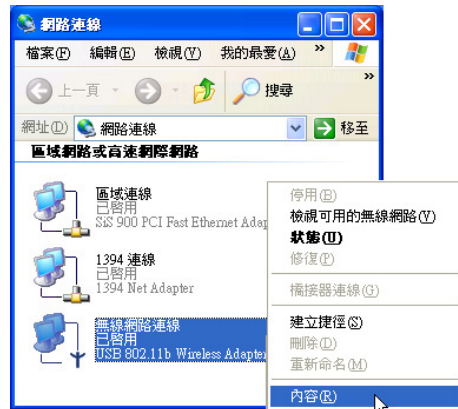 網路連線
檔案(F) 編輯(E) 檢視(V) 我的最愛(A) »
上一頁 搜尋 »
網址(D) 網路連線 移至
區域網路或高速網際網路
區域連線
已啟用
SiS 900 PCI Fast Ethernet Adap
1394 連線
已啟用
1394 Net Adapter
無線網路連線
已啟用
USB 802.11b Wireless Adapter
停用(B)
檢視可用的無線網路(V)
狀態(U)
修復(P)
橋接器連線(G)
建立捷徑(S)
刪除(D)
重新命名(M)
內容(R)